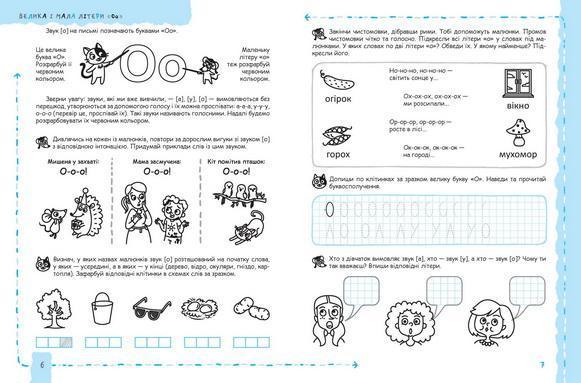 ВЕЛИКА І МАЛА ЛІТЕРИ «Оо»
Звук [о] на письмі позначають буквами «Оо».
Це велика
буква «О».
Розфарбуй її
червоним
кольором.
Оо
Маленьку
літеру «о»
теж розфарбуй
червоним
кольором.
Зверни увагу: звуки, які ми вже вивчили, — [а], [у], [о] — вимовляються без
перешкод, утворюються за допомогою голосу і їх можна проспівати: а-а-а, у-у-у,
о-о-о (перевір це, проспівай їх). Такі звуки називають голосними. Надалі будемо
розфарбовувати їх червоним кольором.
Дивлячись на кожен із малюнків, повтори за дорослим вигуки зі звуком [о]
з відповідною інтонацією. Придумай приклади слів із цим звуком.
Мишеня у захваті:
О-о-о!
Мама засмучена:
О-о-о!
Кіт помітив пташок:
О-о-о!
Визнач, у яких назвах малюнків звук [о] розташований на початку слова,
у яких — усередині, а в яких — у кінці (дерево, відро, окуляри, гніздо, кар-
топля). Зафарбуй відповідні клітинки в схемах слів за зразком.
6
Закінчи чистомовки, дібравши рими. Тобі допоможуть малюнки. Промов
чистомовки чітко та голосно. Підкресли всі літери «о» у словах під ма-
люнками. У яких словах по дві літери «о»? Обведи їх. У якому найменше? Під-
кресли його.
огірок
Но-но-но, но-но-но —
світить сонце у...
Ох-ох-ох, ох-ох-ох —
ми розсипали...
вікно
горох
Ор-ор-ор, ор-ор-ор —
росте в лісі...
Ок-ок-ок, ок-ок-ок —
на городі...
мухомор
Допиши по клітинках за зразком велику букву «О». Наведи та прочитай
буквосполучення.
Хто з дівчаток вимовляє звук [а], хто — звук [у], а хто — звук [о]? Чому ти
так вважаєш? Впиши відповідні літери.
7